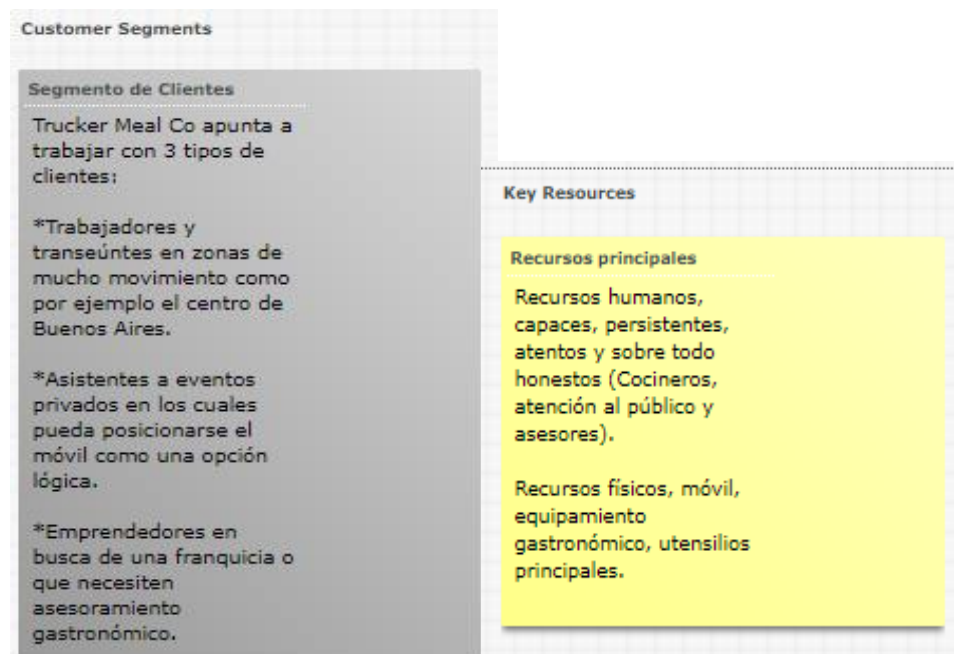 Customer Segments
Segmento de Clientes
Trucker Meal Co apunta a
trabajar con 3 tipos de
clientes:
*Trabajadores y
transeúntes en zonas de
mucho movimiento como
por ejemplo el centro de
Buenos Aires.
*Asistentes a eventos
privados en los cuales
pueda posicionarse el
móvil como una opción
lógica.
*Emprendedores en
busca de una franquicia o
que necesiten
asesoramiento
gastronómico.
Key Resources
Recursos principales
Recursos humanos,
capaces, persistentes,
atentos y sobre todo
honestos (Cocineros,
atención al público y
asesores).
Recursos físicos, móvil,
equipamiento
gastronómico, utensilios
principales.